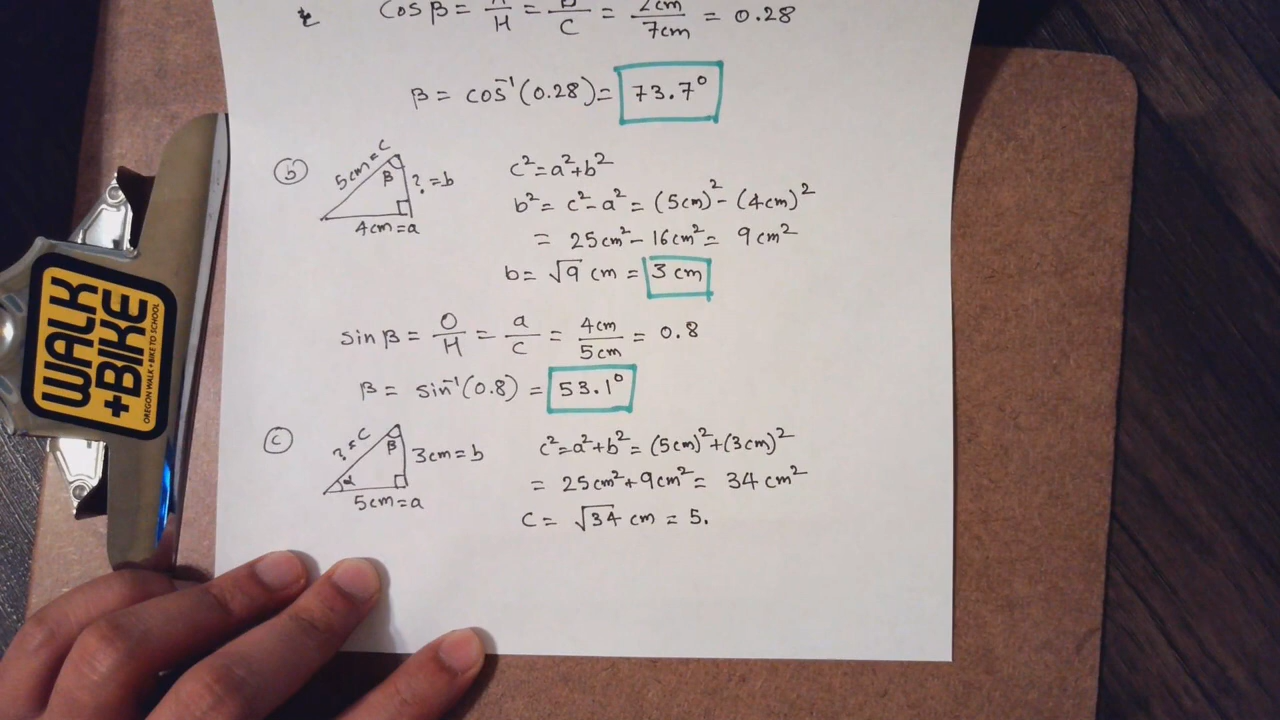 Cos β = A/H = B/C = 2cm/7cm = 0.28
β = cos⁻¹(0.28) = 73.7°
(b) 5cm = C β ? = b 4cm = a
c² = a² + b²
b² = c² - a² = (5cm)² - (4cm)²
= 25cm² - 16cm² = 9cm²
b = √9 cm = 3 cm
sin β = O/H = a/c = 4cm/5cm = 0.8
β = sin⁻¹(0.8) = 53.1°
(c) ? = C β 3cm = b α 5cm = a
c² = a² + b² = (5cm)² + (3cm)²
= 25cm² + 9cm² = 34 cm²
C = √34 cm = 5.
WALK
+BIKE
OREGON WALK + BIKE TO SCHOOL